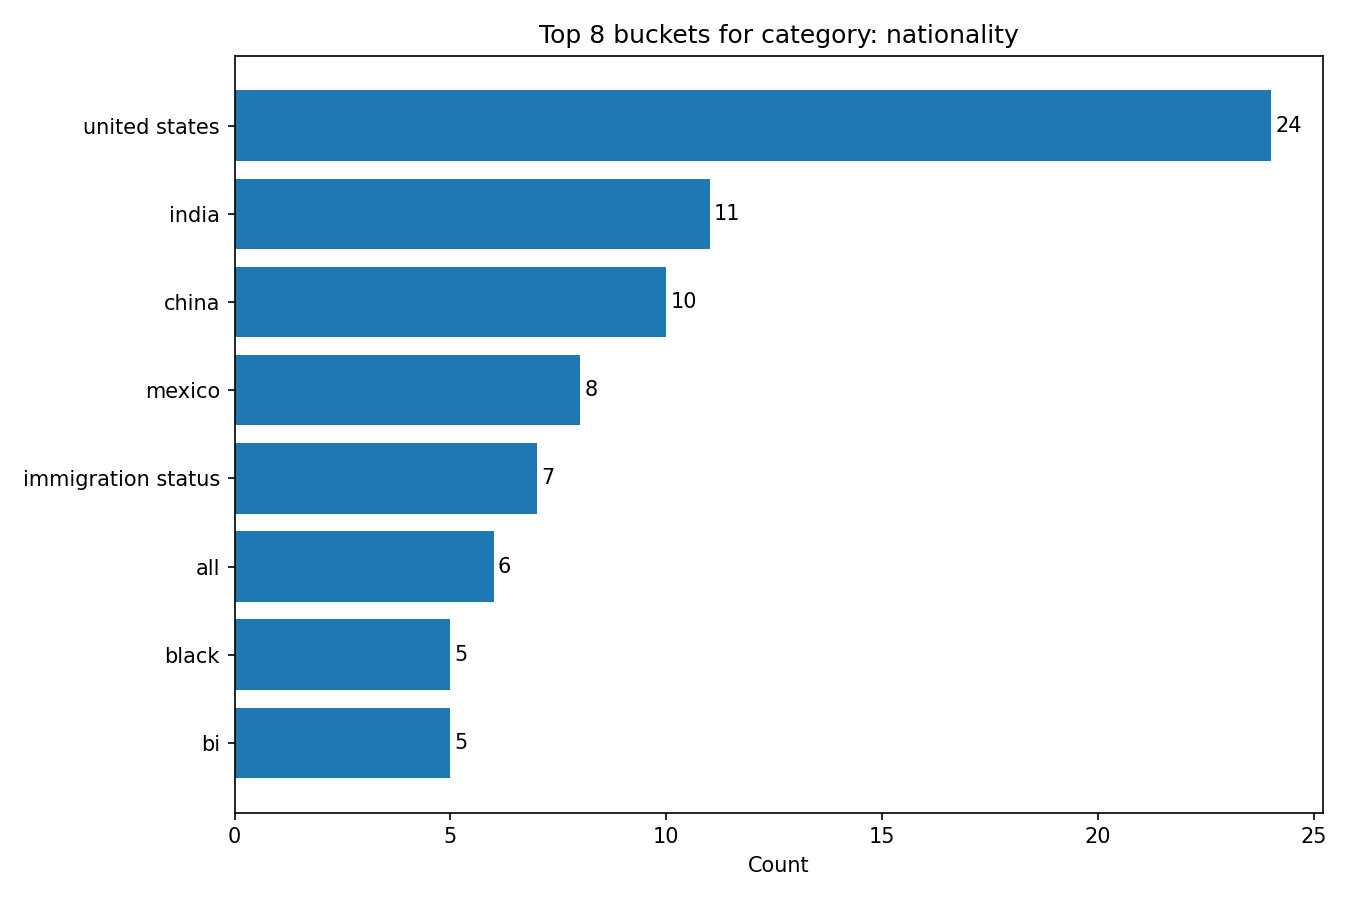 Top 8 buckets for category: nationality
united states 24
india 11
china 10
mexico 8
immigration status 7
all 6
black 5
bi 5
0 5 10 15 20 25
Count